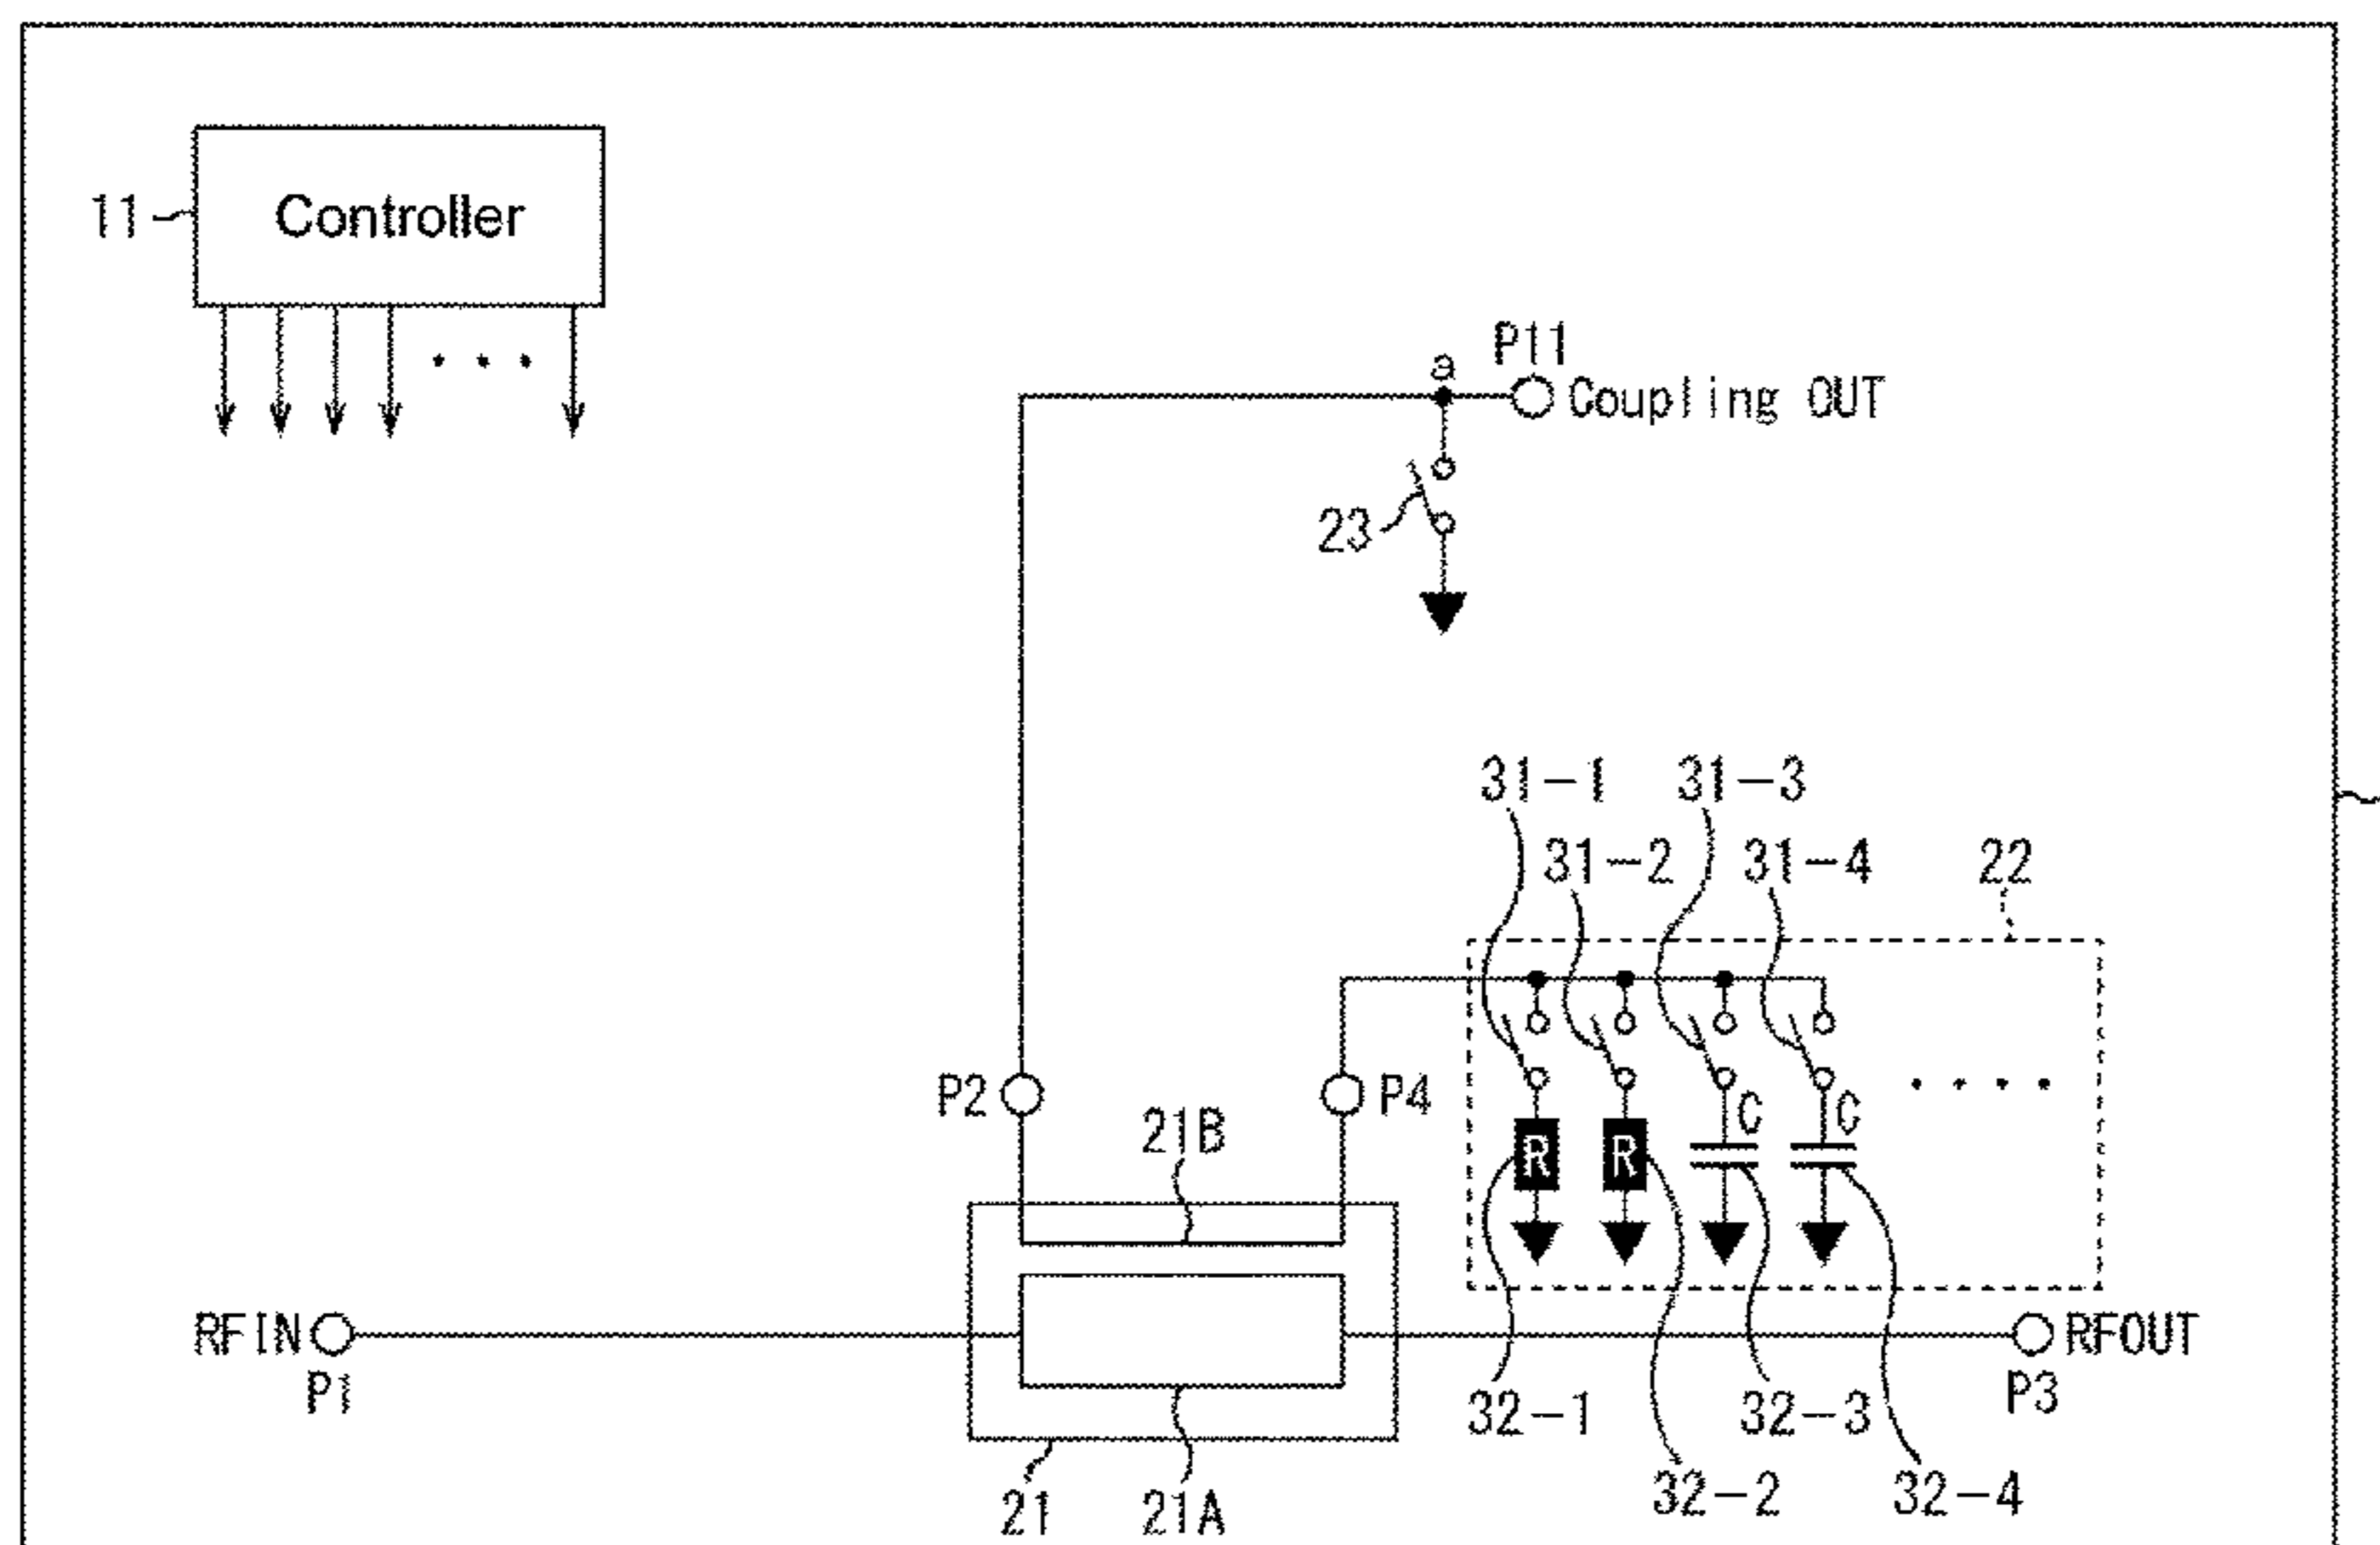 11
Controller
P11
a
Coupling OUT
23
31-1
31-3
31-2
31-4
22
P2
P4
21B
C
C
R
R
RFIN
P1
RFOUT
P3
32-1
32-3
32-2
32-4
21
21A